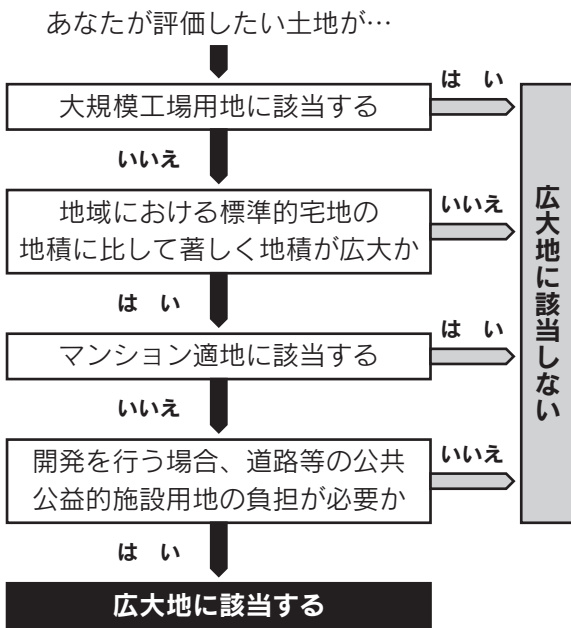 あなたが評価したい土地が…
は い
大規模工場用地に該当する
いいえ
いいえ
地域における標準的宅地の
地積に比して著しく地積が広大か
は い
は い
マンション適地に該当する
いいえ
いいえ
開発を行う場合、道路等の公共
公益的施設用地の負担が必要か
は い
広大地に該当する
広大地に該当しない